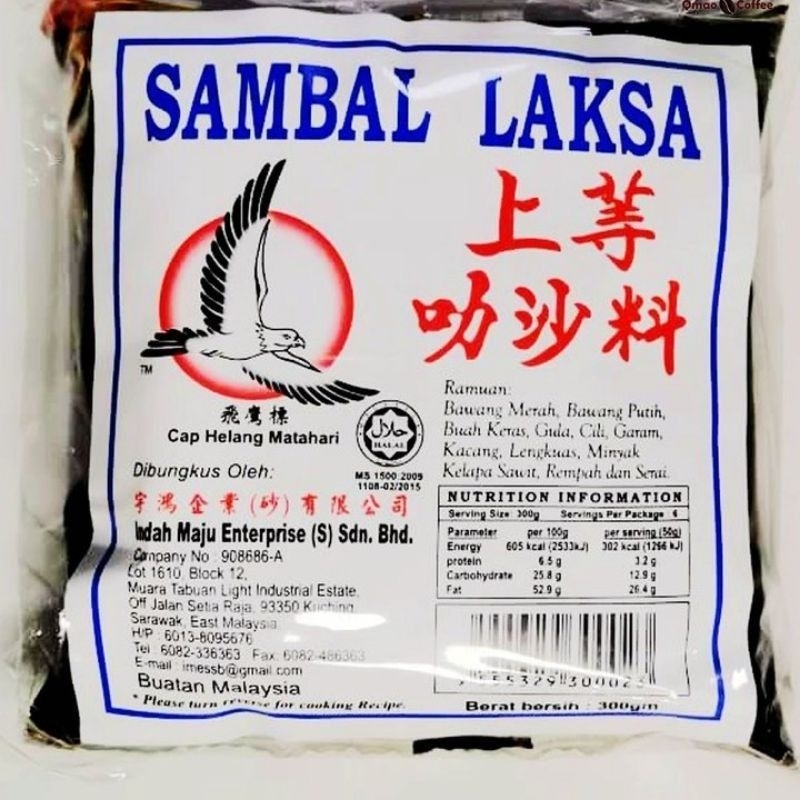 Qmao Coffee
SAMBAL LAKSA
上等
叻沙料
TM
飛鷹標
Cap Helang Matahari
حلال
HALAL
MS 1500:2009
1108-02/2015
Ramuan:
Bawang Merah, Bawang Putih,
Buah Keras, Gula, Cili, Garam,
Kacang, Lengkuas, Minyak
Kelapa Sawit, Rempah dan Serai.
Dibungkus Oleh:
宇鴻企業(砂)有限公司
Indah Maju Enterprise (S) Sdn. Bhd.
Company No : 908686-A
Lot 1610, Block 12,
Muara Tabuan Light Industrial Estate,
Off Jalan Setia Raja, 93350 Kuching
Sarawak, East Malaysia
H/P : 6013-8095676
Tel : 6082-336363 Fax: 6082-486363
E-mail : imessb@gmail.com
Buatan Malaysia
* Please turn reverse for cooking Recipe.
NUTRITION INFORMATION
Serving Size: 300g Servings Per Package : 6
Parameter per 100g per serving (50g)
Energy 605 kcal (2533kJ) 302 kcal (1266 kJ)
protein 6.5 g 3.2 g
Carbohydrate 25.8 g 12.9 g
Fat 52.9 g 26.4 g
Berat bersih : 300gm